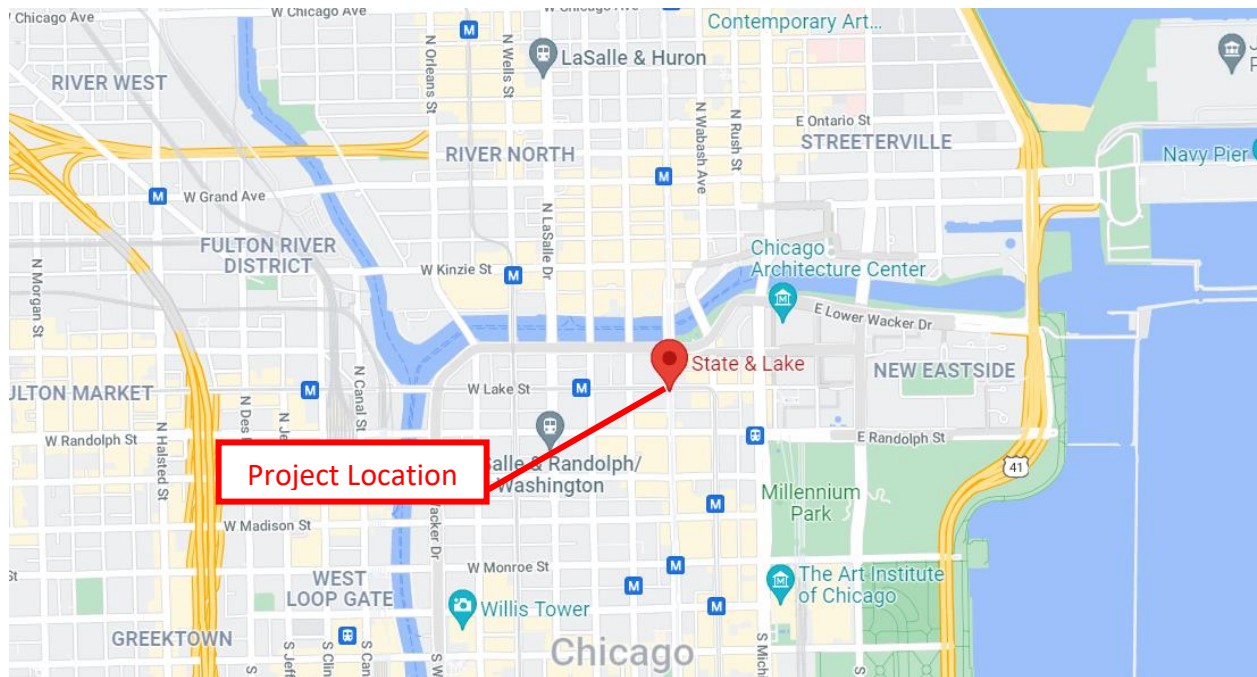 W Chicago Ave
W Chicago Ave
W Chicago Ave
Contemporary Art...
M
N Orleans St
N Wells St
LaSalle & Huron
RIVER WEST
N Wabash Ave
N Rush St
E Ontario St
STREETERVILLE
RIVER NORTH
Navy Pier
M
M
W Grand Ave
N LaSalle Dr
FULTON RIVER
DISTRICT
Chicago
Architecture Center
N Morgan St
W Kinzie St
M
E Lower Wacker Dr
State & Lake
NEW EASTSIDE
N Canal St
W Lake St
M
M
W Randolph St
N Halsted St
E Randolph St
41
Project Location
Washington
Millennium
Park
M
W Madison St
W Monroe St
M
M
M
WEST
LOOP GATE
The Art Institute
of Chicago
Willis Tower
GREEKTOWN
Chicago